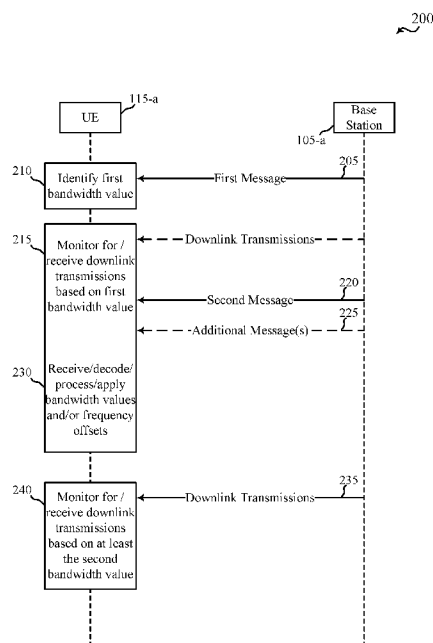 200
115-a
UE
Base
Station
105-a
210
Identify first
bandwidth value
205
First Message
215
Monitor for /
receive downlink
transmissions
based on first
bandwidth value
Downlink Transmissions
220
Second Message
225
Additional Message(s)
230
Receive/decode/
process/apply
bandwidth values
and/or frequency
offsets
235
Downlink Transmissions
240
Monitor for /
receive downlink
transmissions
based on at least
the second
bandwidth value